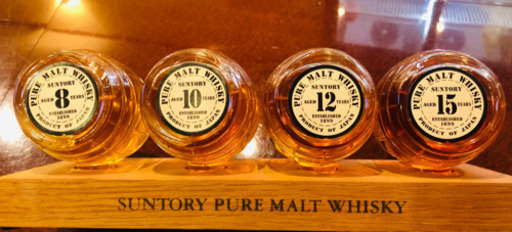 PURE MALT WHISKY
SUNTORY
AGED 8 YEARS
ESTABLISHED
1899
PRODUCT OF JAPAN
PURE MALT WHISKY
SUNTORY
AGED 10 YEARS
ESTABLISHED
1899
PRODUCT OF JAPAN
PURE MALT WHISKY
SUNTORY
AGED 12 YEARS
ESTABLISHED
1899
PRODUCT OF JAPAN
PURE MALT WHISKY
SUNTORY
AGED 15 YEARS
ESTABLISHED
1899
PRODUCT OF JAPAN
SUNTORY PURE MALT WHISKY